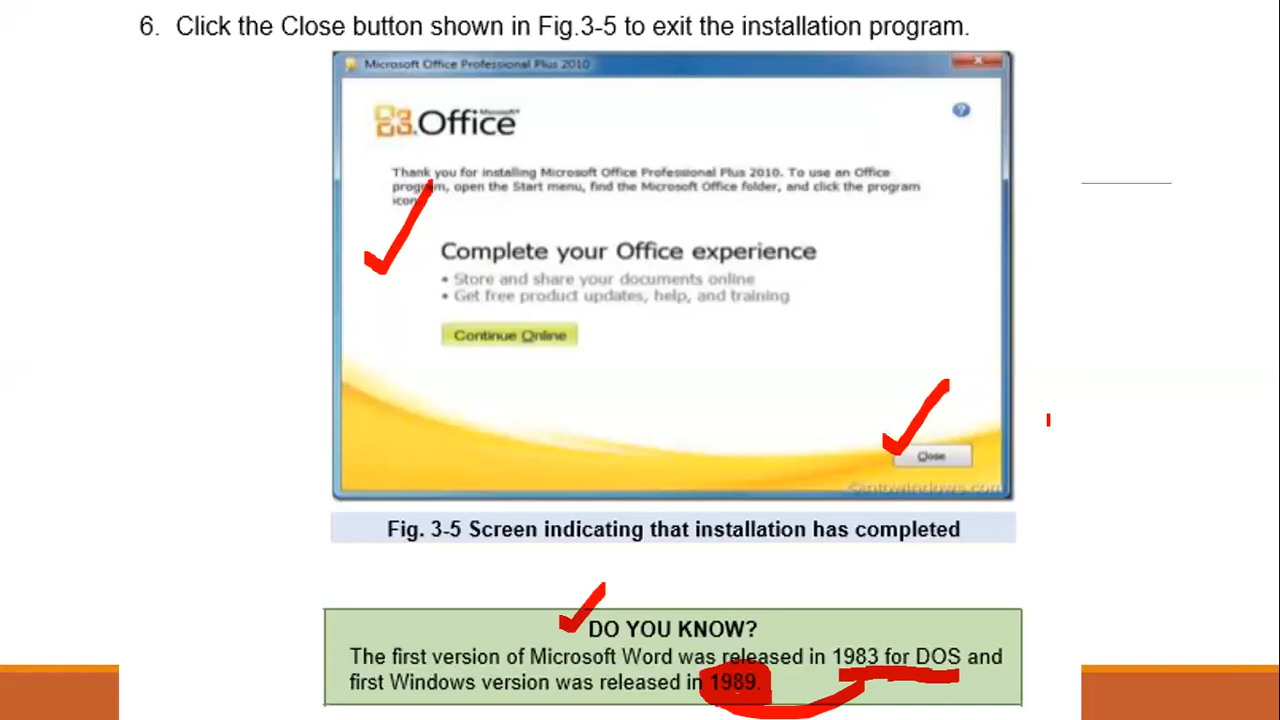 6. Click the Close button shown in Fig.3-5 to exit the installation program.
Microsoft Office Professional Plus 2010
Microsoft®
Office
Thank you for installing Microsoft Office Professional Plus 2010. To use an Office
program, open the Start menu, find the Microsoft Office folder, and click the program
icon
Complete your Office experience
• Store and share your documents online
• Get free product updates, help, and training
Continue Online
Close
©intowindows.com
Fig. 3-5 Screen indicating that installation has completed
DO YOU KNOW?
The first version of Microsoft Word was released in 1983 for DOS and
first Windows version was released in 1989.